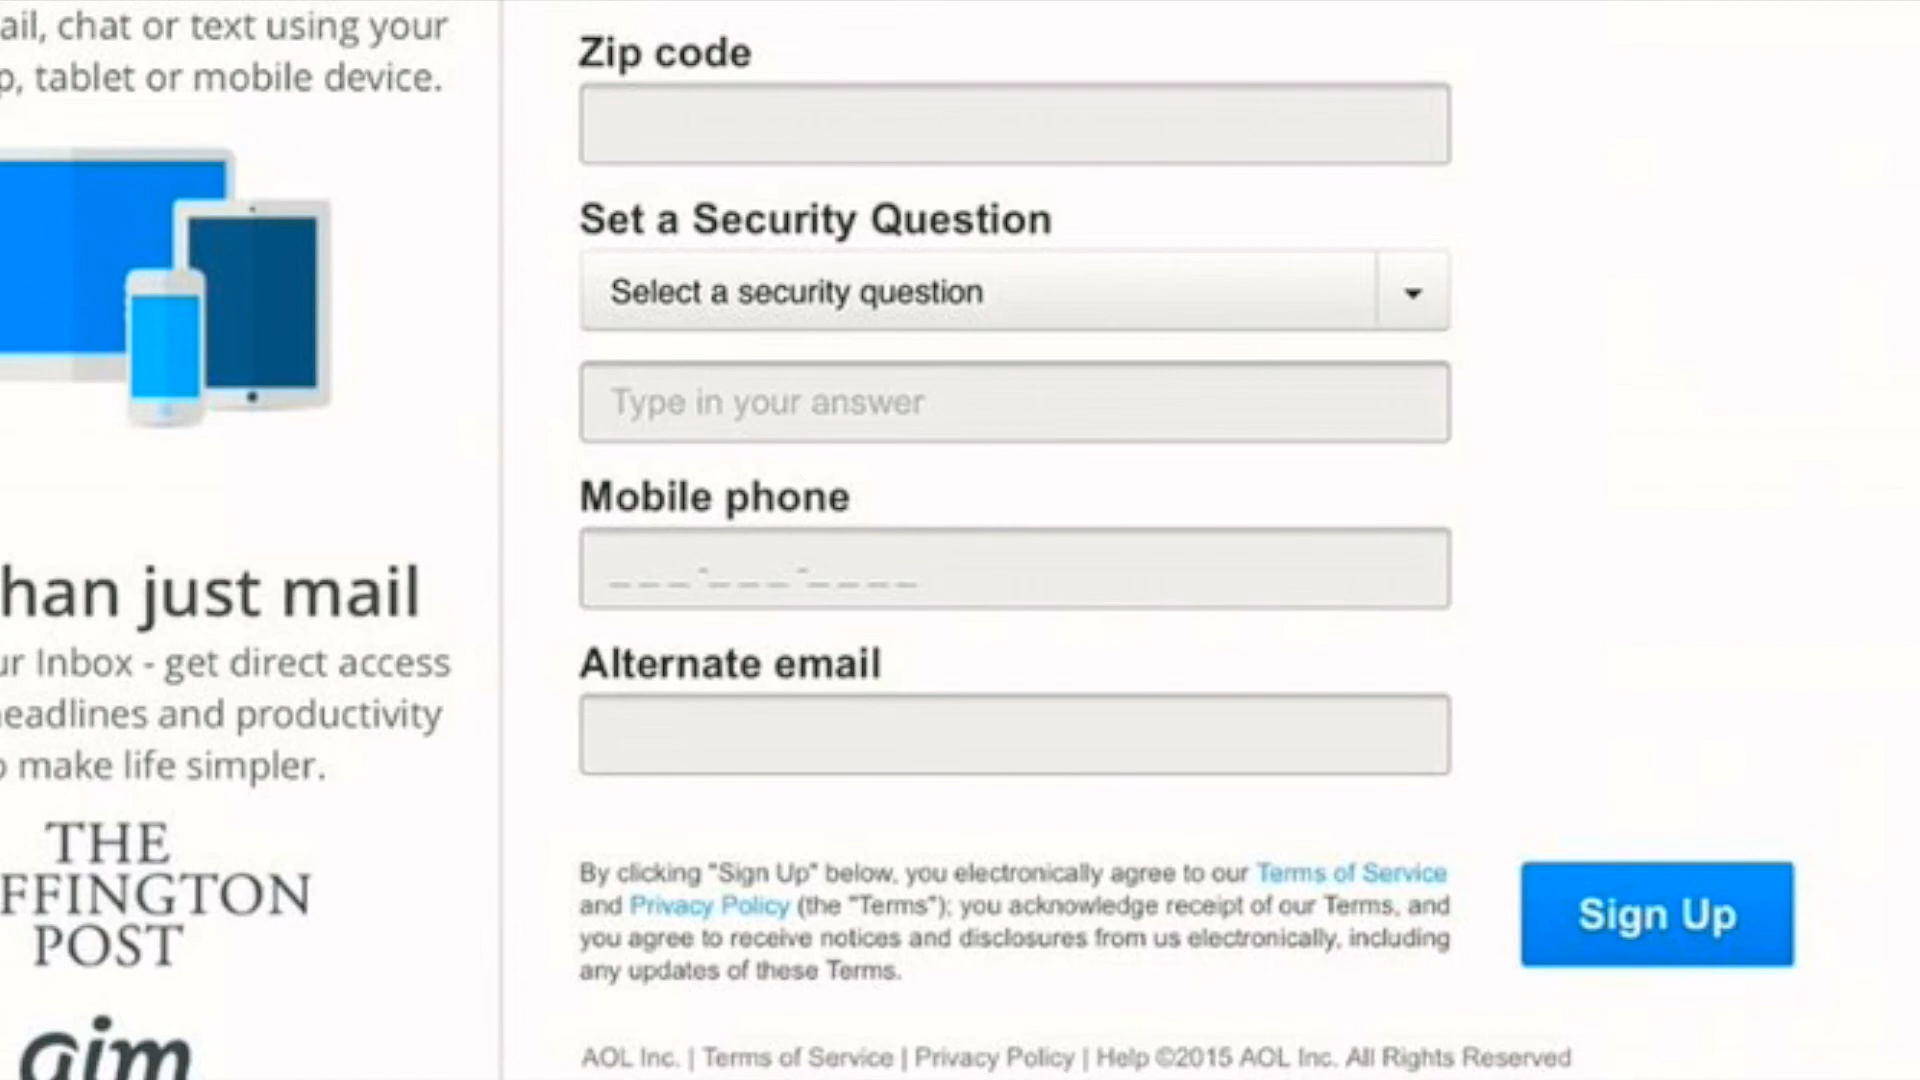 ail, chat or text using your
p, tablet or mobile device.
han just mail
ur Inbox - get direct access
eadlines and productivity
o make life simpler.
THE
FFINGTON
POST
aim
Zip code
Set a Security Question
Select a security question
Type in your answer
Mobile phone
_ _ _-_ _ _-_ _ _ _
Alternate email
By clicking "Sign Up" below, you electronically agree to our Terms of Service
and Privacy Policy (the "Terms"); you acknowledge receipt of our Terms, and
you agree to receive notices and disclosures from us electronically, including
any updates of these Terms.
Sign Up
AOL Inc. | Terms of Service | Privacy Policy | Help ©2015 AOL Inc. All Rights Reserved